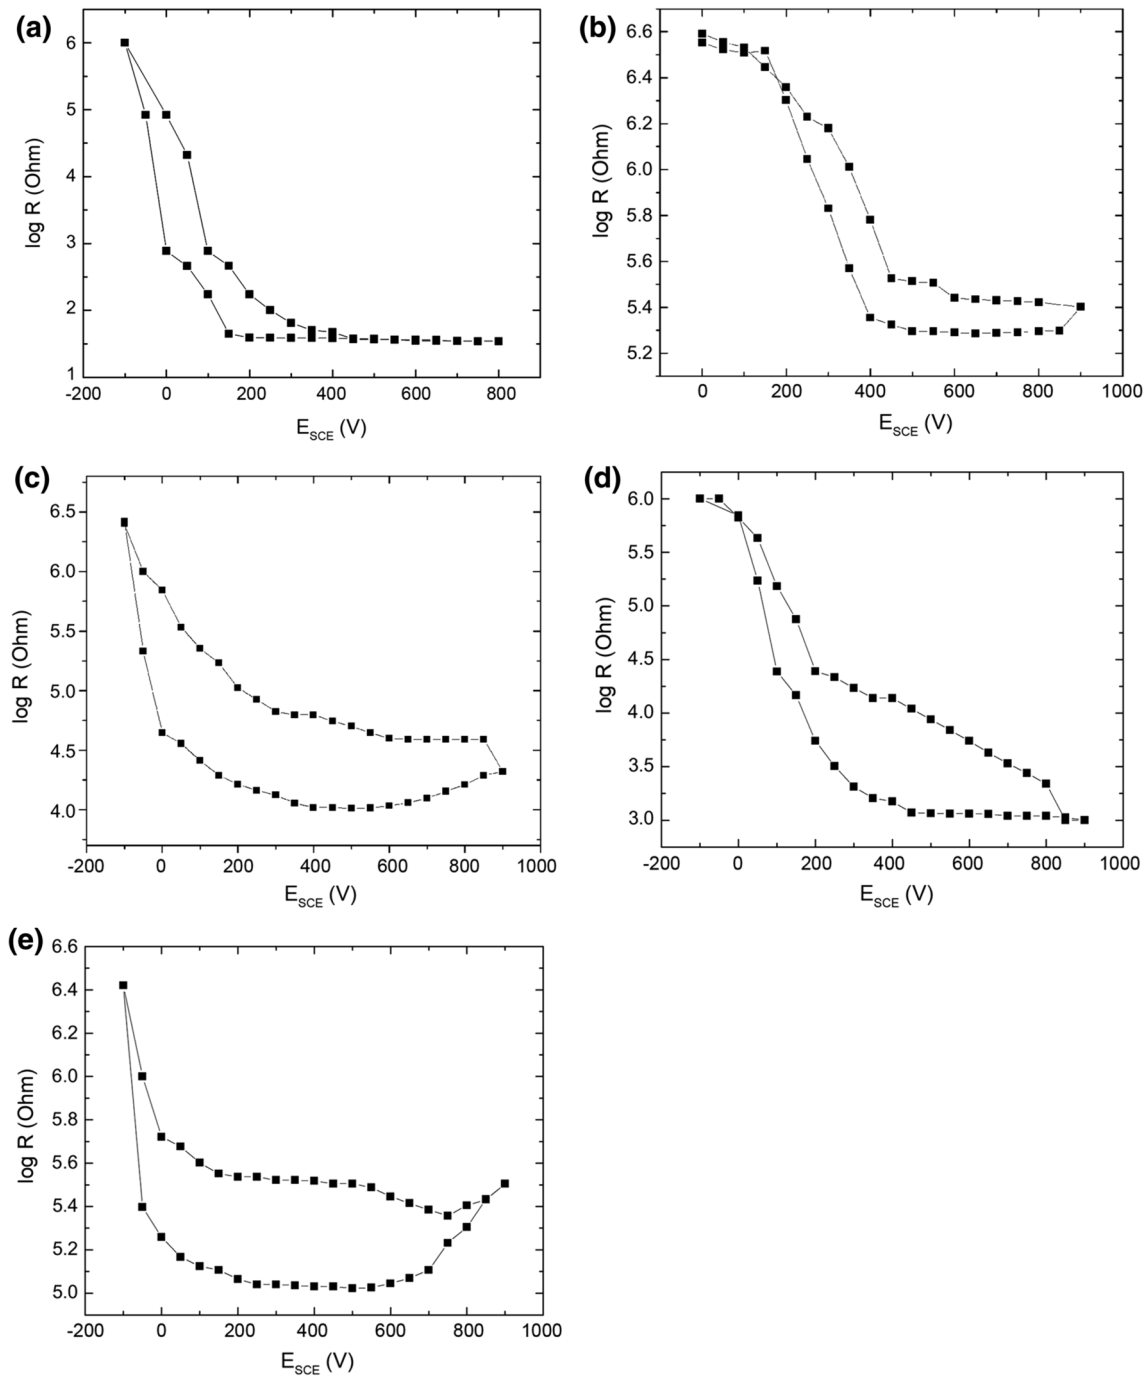 (a)
6
5
4
3
2
1
log R (Ohm)
-200 0 200 400 600 800
E_SCE (V)
(b)
6.6
6.4
6.2
6.0
5.8
5.6
5.4
5.2
log R (Ohm)
0 200 400 600 800 1000
E_SCE (V)
(c)
6.5
6.0
5.5
5.0
4.5
4.0
log R (Ohm)
-200 0 200 400 600 800 1000
E_SCE (V)
(d)
6.0
5.5
5.0
4.5
4.0
3.5
3.0
log R (Ohm)
-200 0 200 400 600 800 1000
E_SCE (V)
(e)
6.6
6.4
6.2
6.0
5.8
5.6
5.4
5.2
5.0
log R (Ohm)
-200 0 200 400 600 800 1000
E_SCE (V)